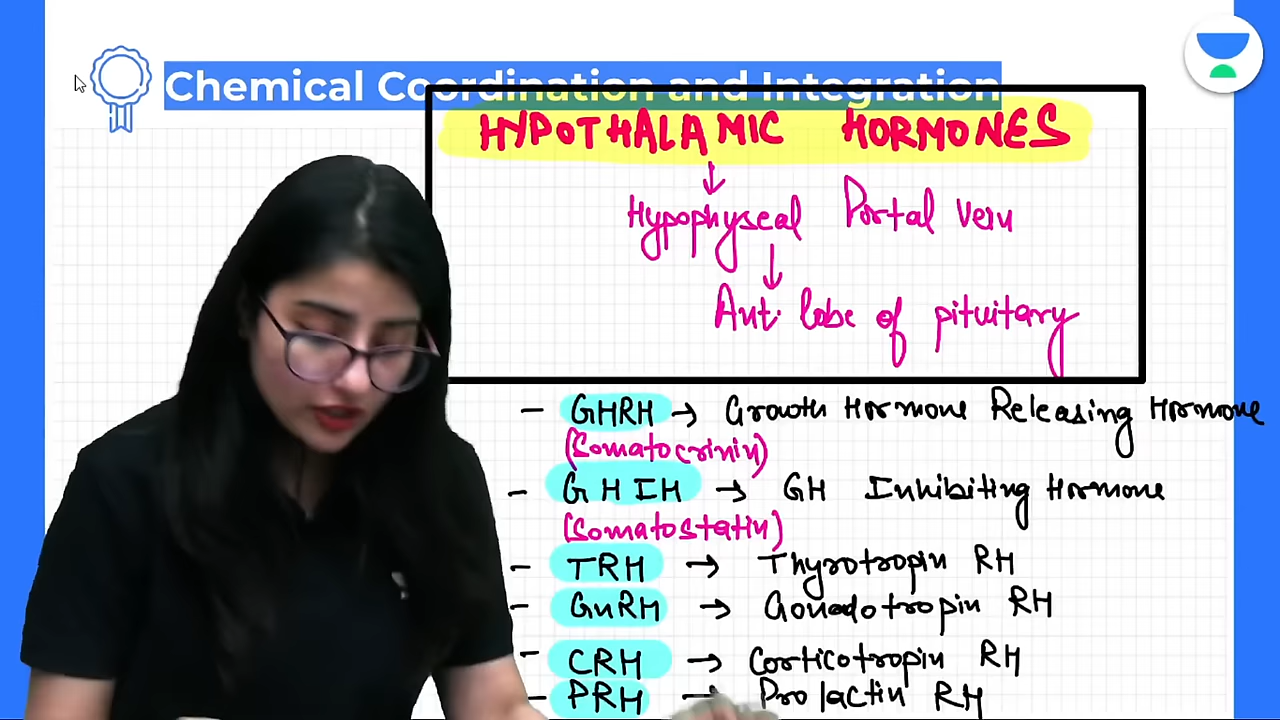 Chemical Coordination and Integration
HYPOTHALAMIC HORMONES
↓
Hypophyseal Portal vein
↓
Ant. lobe of pituitary
- GHRH → Growth Hormone Releasing Hormone
(Somatocrinin)
- GHIH → GH Inhibiting Hormone
(Somatostatin)
- TRH → Thyrotropin RH
- GnRH → Gonadotropin RH
- CRH → Corticotropin RH
- PRH → Prolactin RH